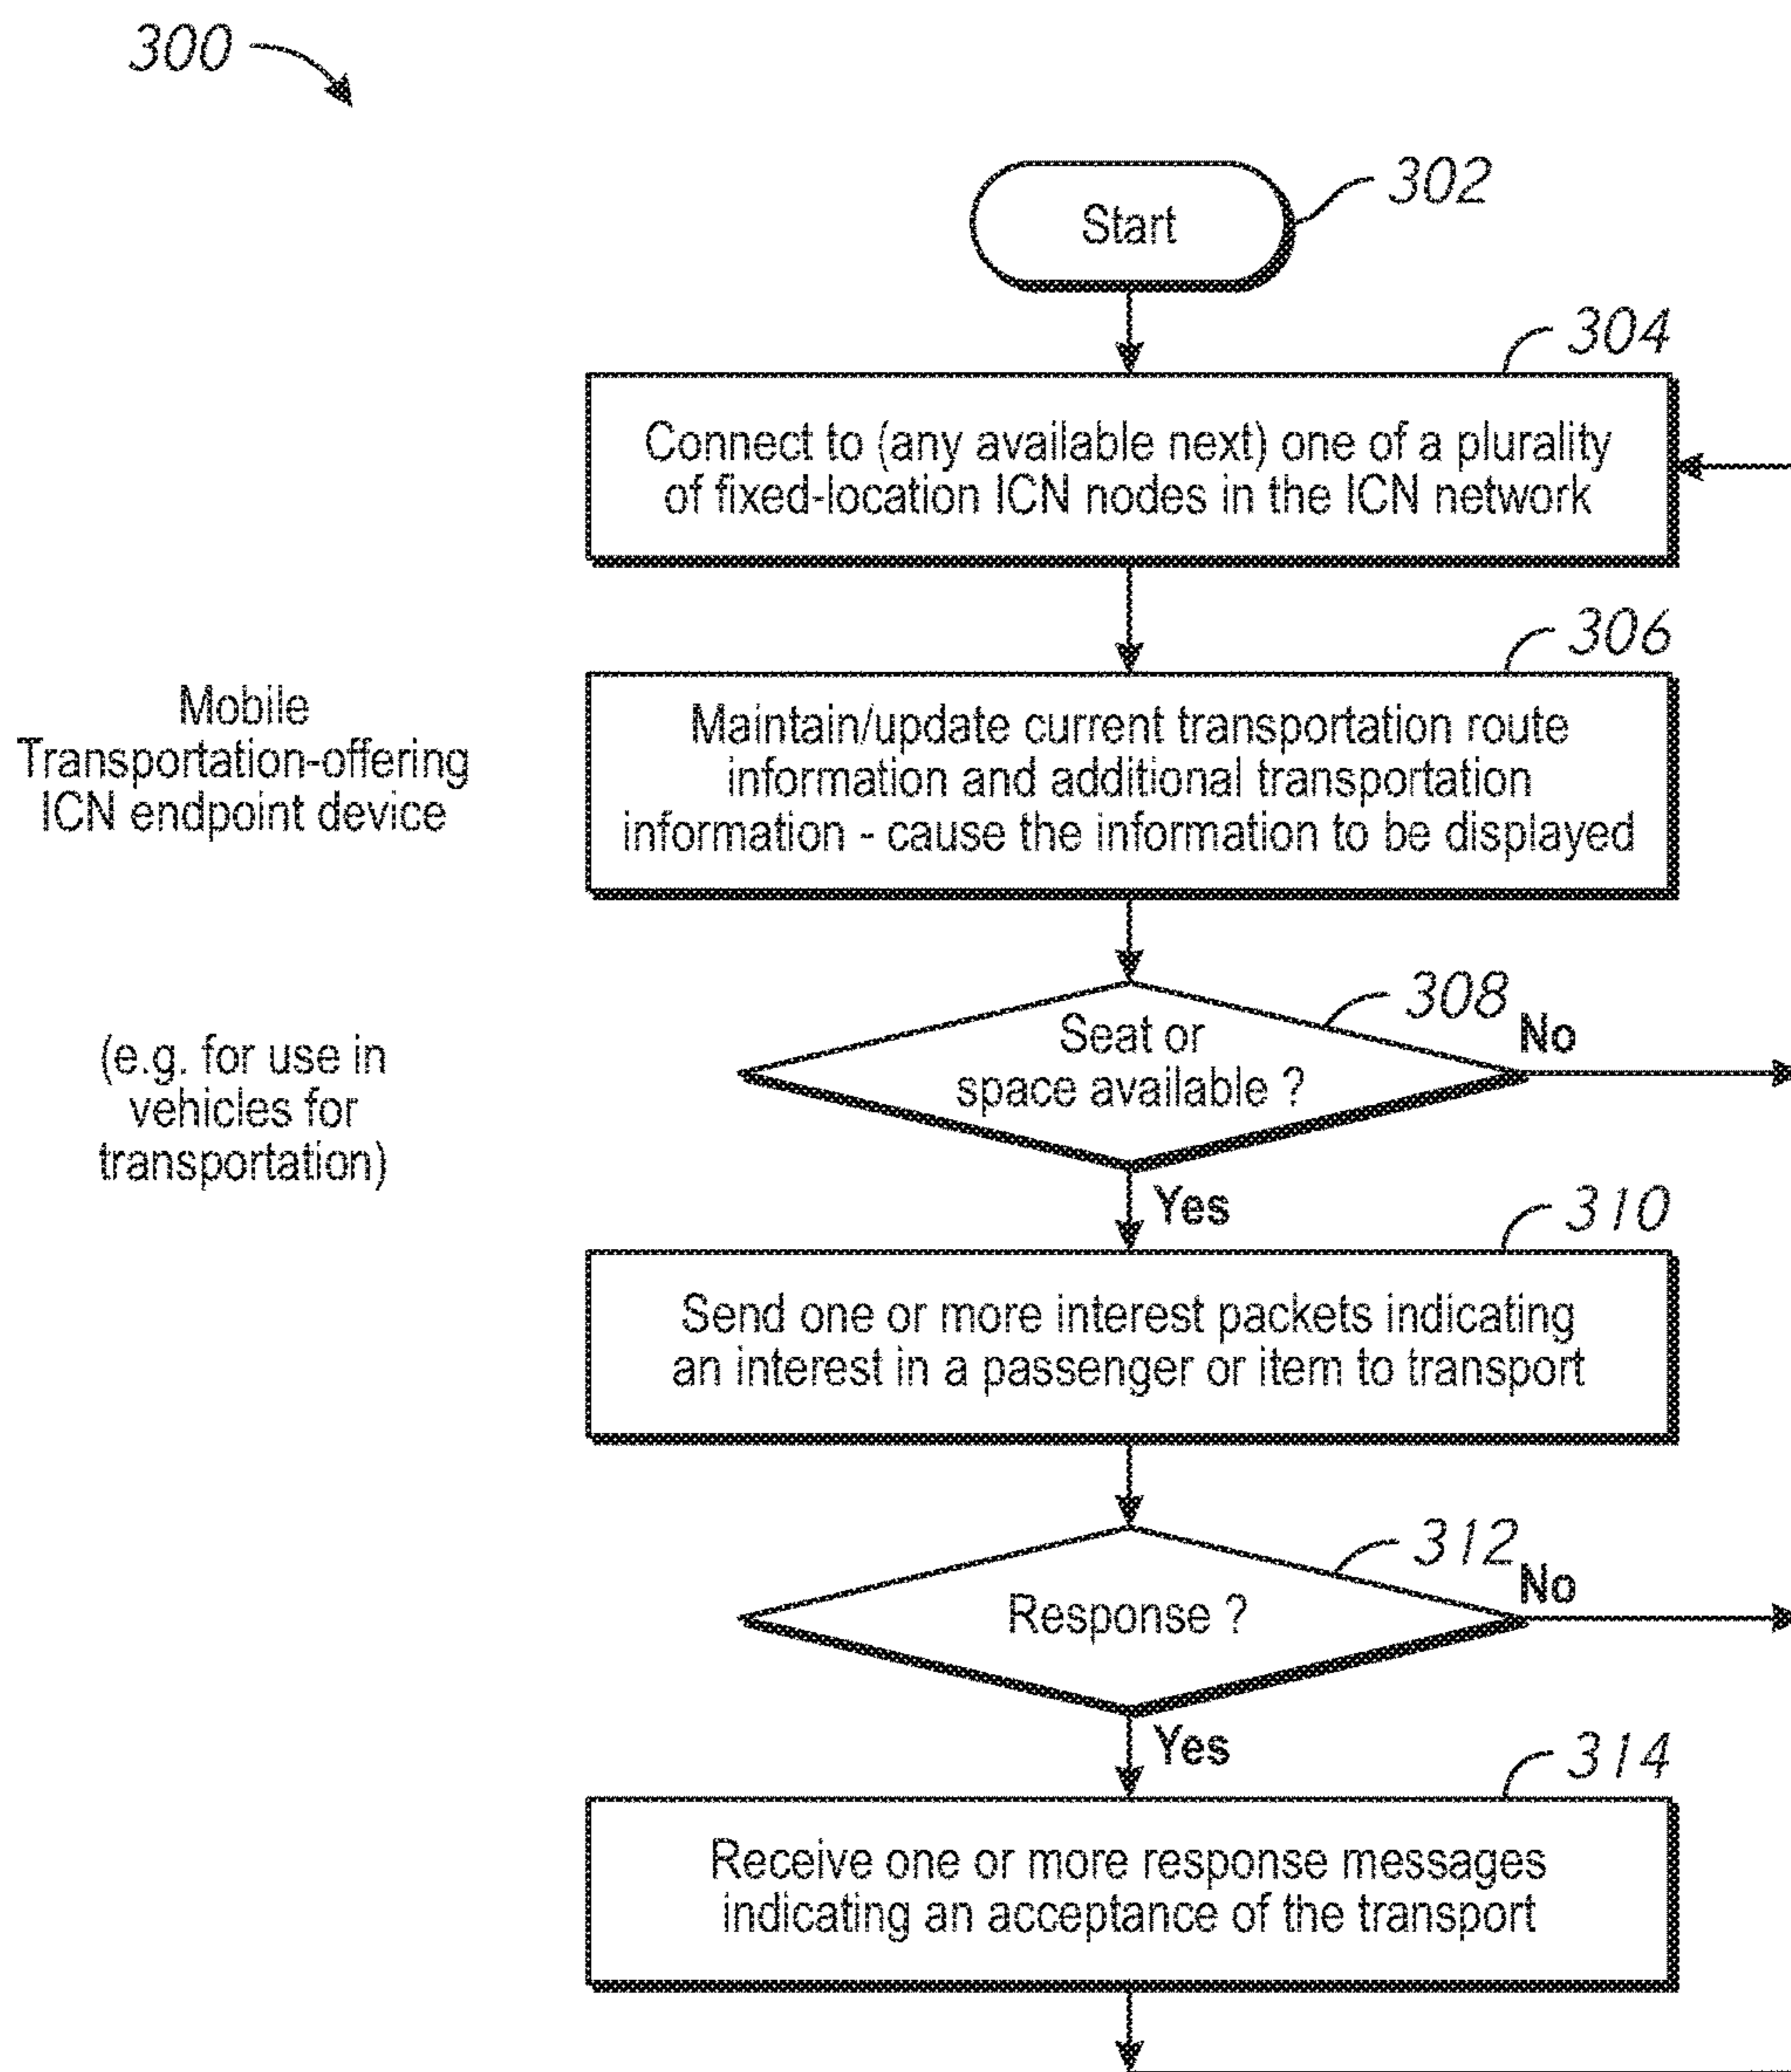 300
302
Start
304
Connect to (any available next) one of a plurality
of fixed-location ICN nodes in the ICN network
306
Mobile
Transportation-offering
ICN endpoint device
Maintain/update current transportation route
information and additional transportation
information - cause the information to be displayed
308
(e.g. for use in
vehicles for
transportation)
Seat or
space available ?
No
Yes
310
Send one or more interest packets indicating
an interest in a passenger or item to transport
312
Response ?
No
Yes
314
Receive one or more response messages
indicating an acceptance of the transport